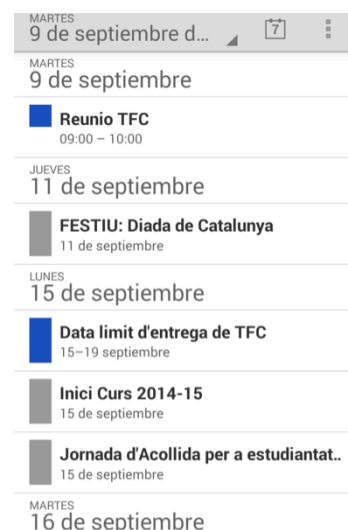 MARTES
9 de septiembre d...
7
MARTES
9 de septiembre
Reunio TFC
09:00 – 10:00
JUEVES
11 de septiembre
FESTIU: Diada de Catalunya
11 de septiembre
LUNES
15 de septiembre
Data limit d'entrega de TFC
15–19 septiembre
Inici Curs 2014-15
15 de septiembre
Jornada d'Acollida per a estudiantat..
15 de septiembre
MARTES
16 de septiembre